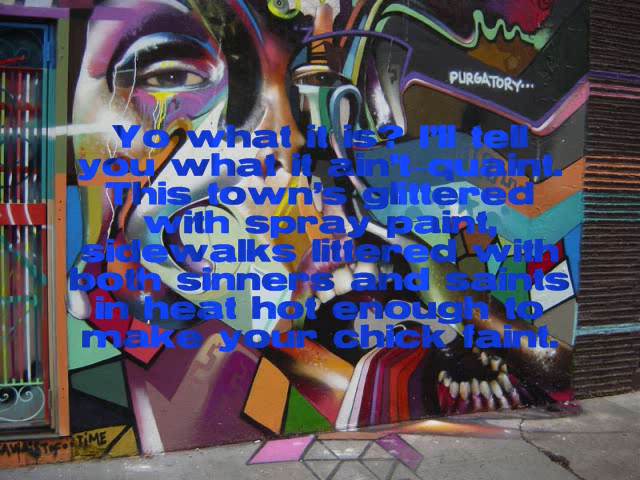 PURGATORY...
Yo what it is? I'll tell
you what it ain't quaint.
This town's glittered
with spray paint,
sidewalks littered with
both sinners and saints
in heat hot enough to
make your chick faint.
TIME